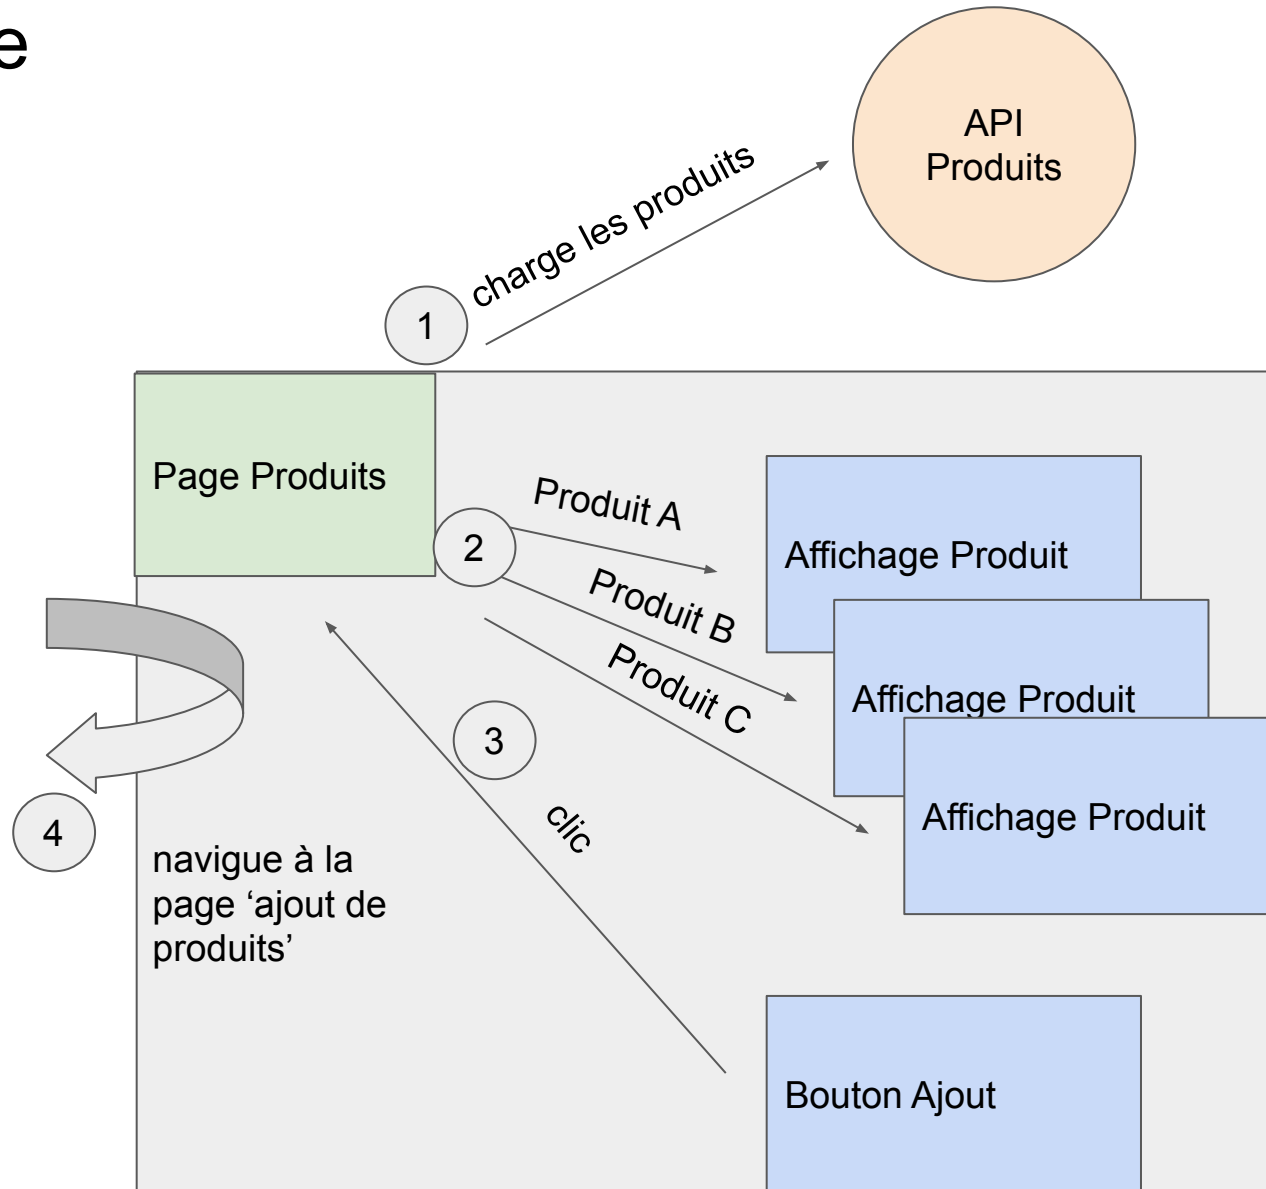 e
API
Produits
charge les produits
1
Page Produits
Produit A
2
Affichage Produit
Produit B
Produit C
Affichage Produit
3
clic
Affichage Produit
4
navigue à la
page ‘ajout de
produits’
Bouton Ajout